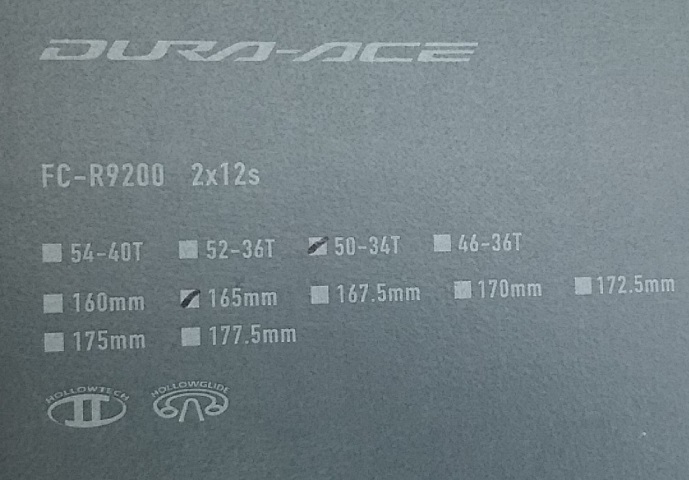 DURA-ACE
FC-R9200 2x12s
54-40T 52-36T 50-34T 46-36T
160mm 165mm 167.5mm 170mm 172.5mm
175mm 177.5mm
HOLLOWTECH II HOLLOWGLIDE